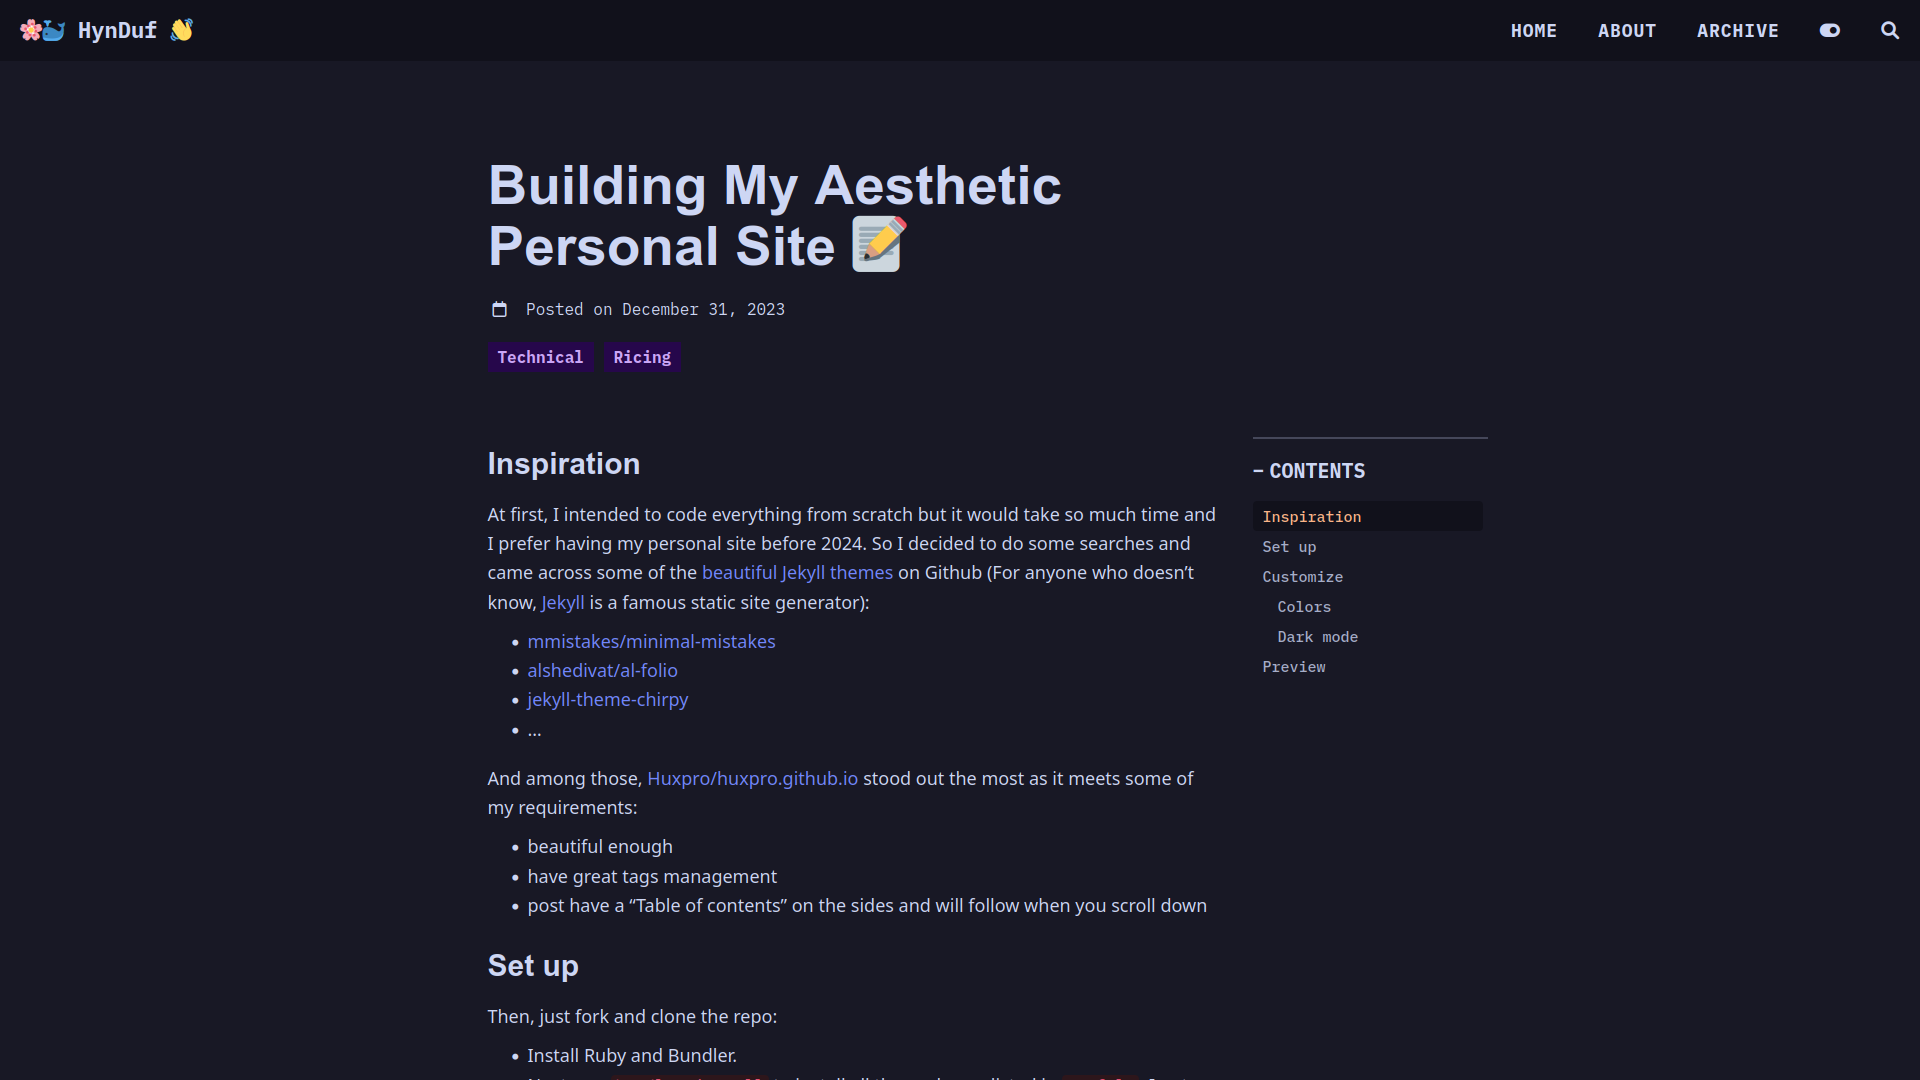 🌸🐳 HynDuf 👋
HOME ABOUT ARCHIVE
Building My Aesthetic
Personal Site 📝
Posted on December 31, 2023
Technical Ricing
Inspiration
At first, I intended to code everything from scratch but it would take so much time and
I prefer having my personal site before 2024. So I decided to do some searches and
came across some of the beautiful Jekyll themes on Github (For anyone who doesn’t
know, Jekyll is a famous static site generator):
• mmistakes/minimal-mistakes
• alshedivat/al-folio
• jekyll-theme-chirpy
• ...
And among those, Huxpro/huxpro.github.io stood out the most as it meets some of
my requirements:
• beautiful enough
• have great tags management
• post have a “Table of contents” on the sides and will follow when you scroll down
Set up
Then, just fork and clone the repo:
• Install Ruby and Bundler.
– CONTENTS
Inspiration
Set up
Customize
Colors
Dark mode
Preview